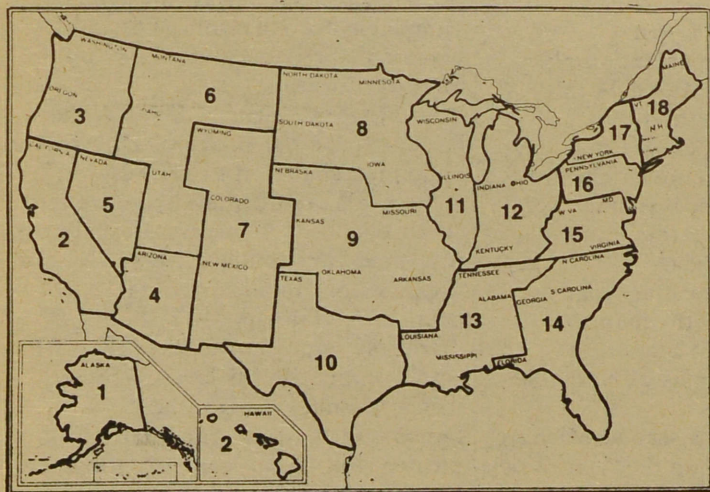 WASHINGTON
MONTANA
NORTH DAKOTA
MINNESOTA
MAINE
OREGON
3
IDAHO
6
SOUTH DAKOTA
8
WISCONSIN
VT
18
NH
17
WYOMING
NEW YORK
CALIFORNIA
NEVADA
UTAH
NEBRASKA
IOWA
ILLINOIS
INDIANA
OHIO
PENNSYLVANIA
16
5
COLORADO
MISSOURI
11
12
W VA
MD
2
7
KANSAS
9
15
ARIZONA
NEW MEXICO
KENTUCKY
VIRGINIA
4
TEXAS
OKLAHOMA
ARKANSAS
TENNESSEE
N CAROLINA
ALABAMA
GEORGIA
S CAROLINA
13
14
LOUISIANA
MISSISSIPPI
FLORIDA
10
ALASKA
1
HAWAII
2